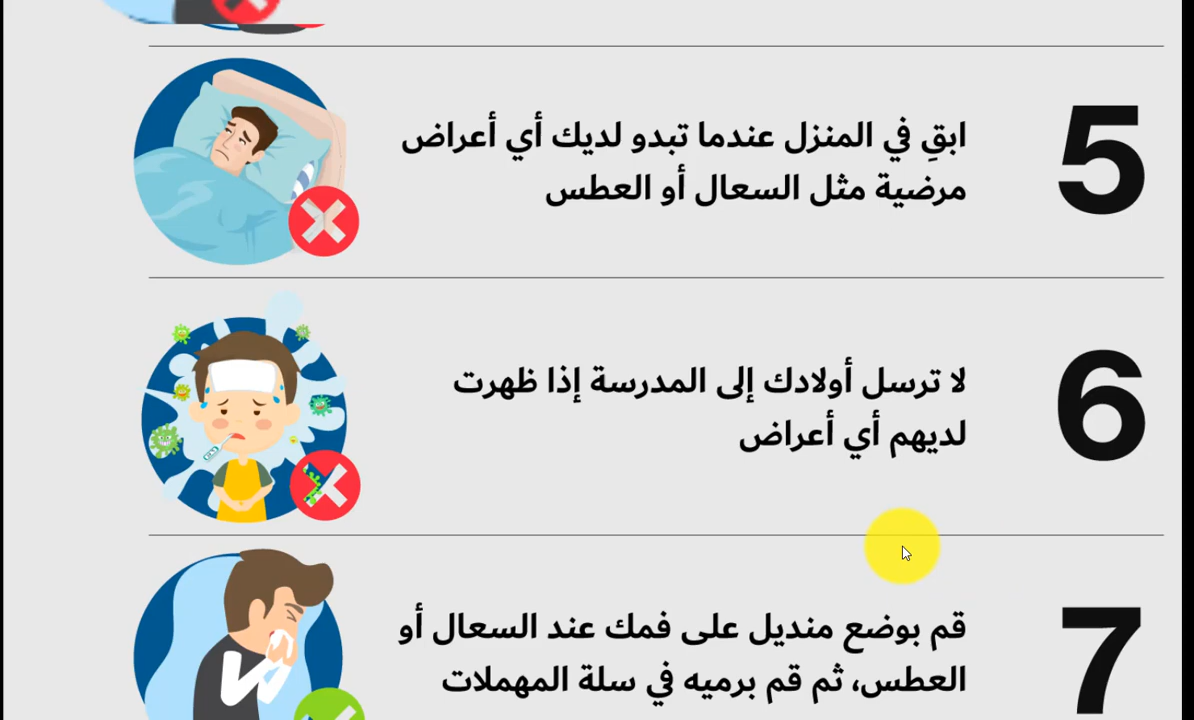 5
ابقِ في المنزل عندما تبدو لديك أي أعراض
مرضية مثل السعال أو العطس
6
لا ترسل أولادك إلى المدرسة إذا ظهرت
لديهم أي أعراض
7
قم بوضع منديل على فمك عند السعال أو
العطس، ثم قم برميه في سلة المهملات